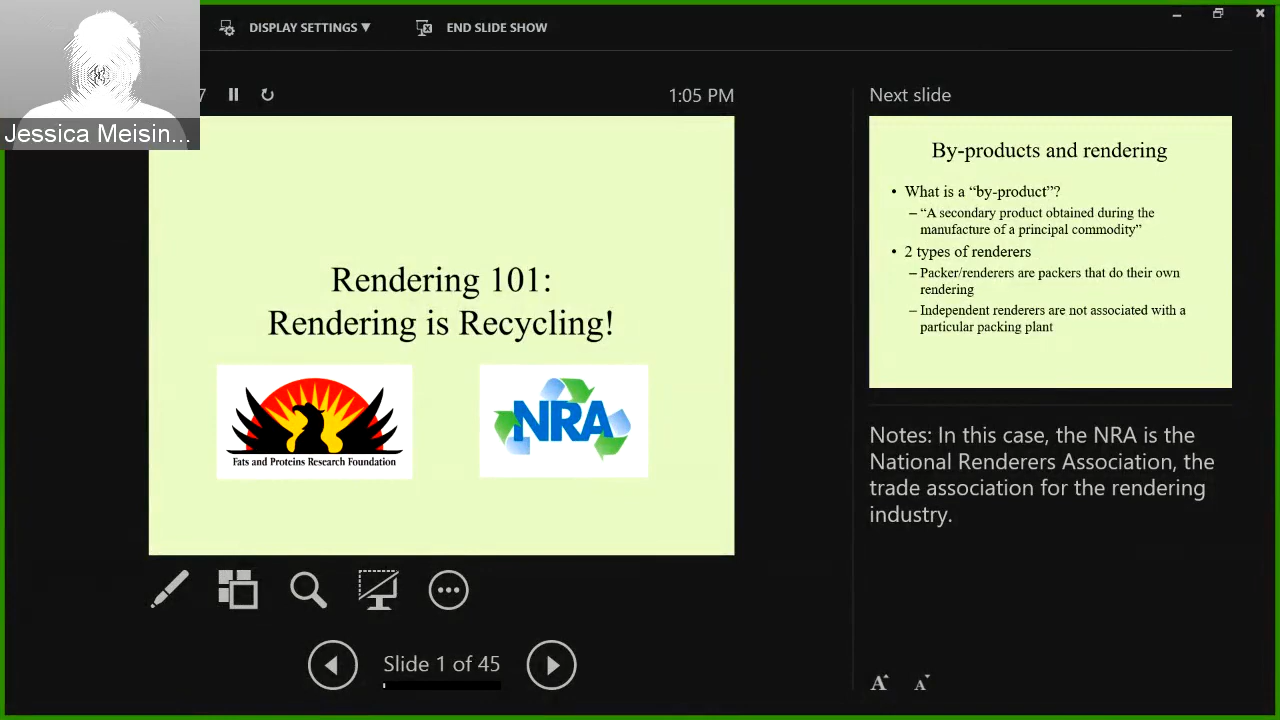 DISPLAY SETTINGS
END SLIDE SHOW
Jessica Meisin...
7
1:05 PM
Rendering 101:
Rendering is Recycling!
Fats and Proteins Research Foundation
NRA
Slide 1 of 45
Next slide
By-products and rendering
• What is a “by-product”?
– “A secondary product obtained during the
manufacture of a principal commodity”
• 2 types of renderers
– Packer/renderers are packers that do their own
rendering
– Independent renderers are not associated with a
particular packing plant
Notes: In this case, the NRA is the
National Renderers Association, the
trade association for the rendering
industry.
A A